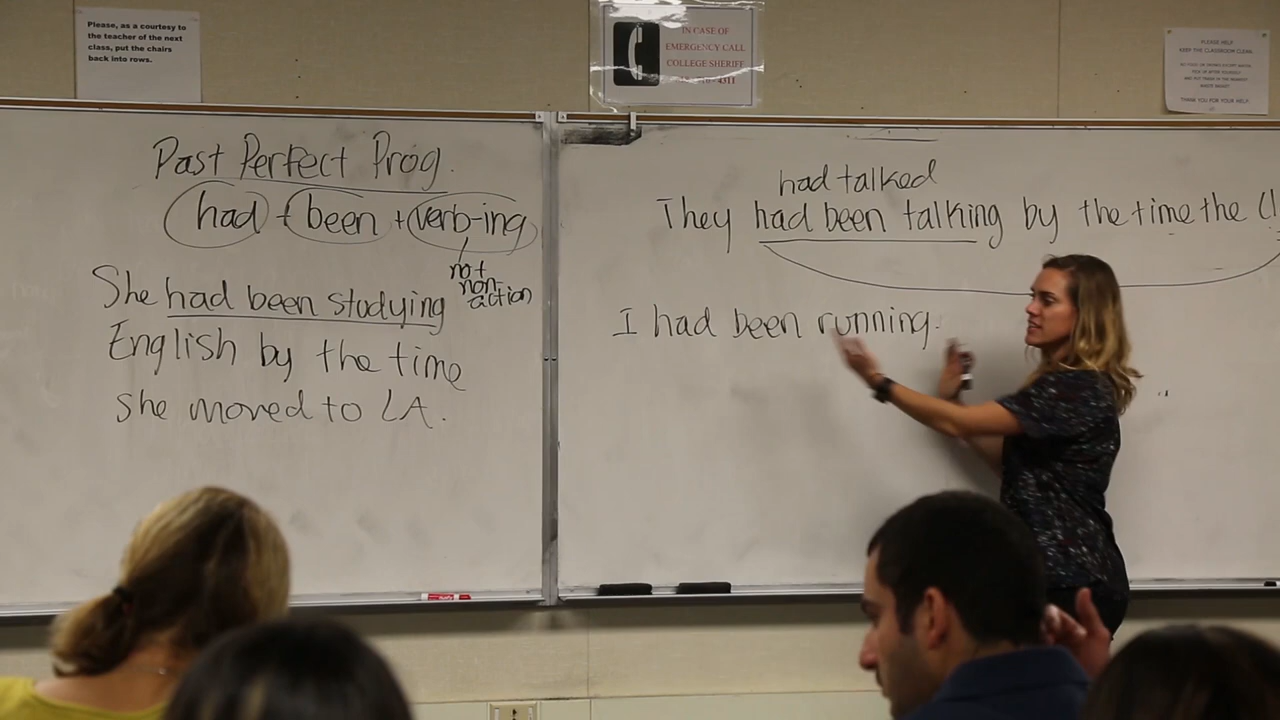 Please, as a courtesy to
the teacher of the next
class, put the chairs
back into rows.
IN CASE OF
EMERGENCY CALL
COLLEGE SHERIFF
PLEASE HELP
KEEP THE CLASSROOM CLEAN.
THANK YOU FOR YOUR HELP.
Past Perfect Prog.
had + been + verb-ing
not
non-
action
She had been studying
English by the time
she moved to LA.
had talked
They had been talking by the time the
I had been running.